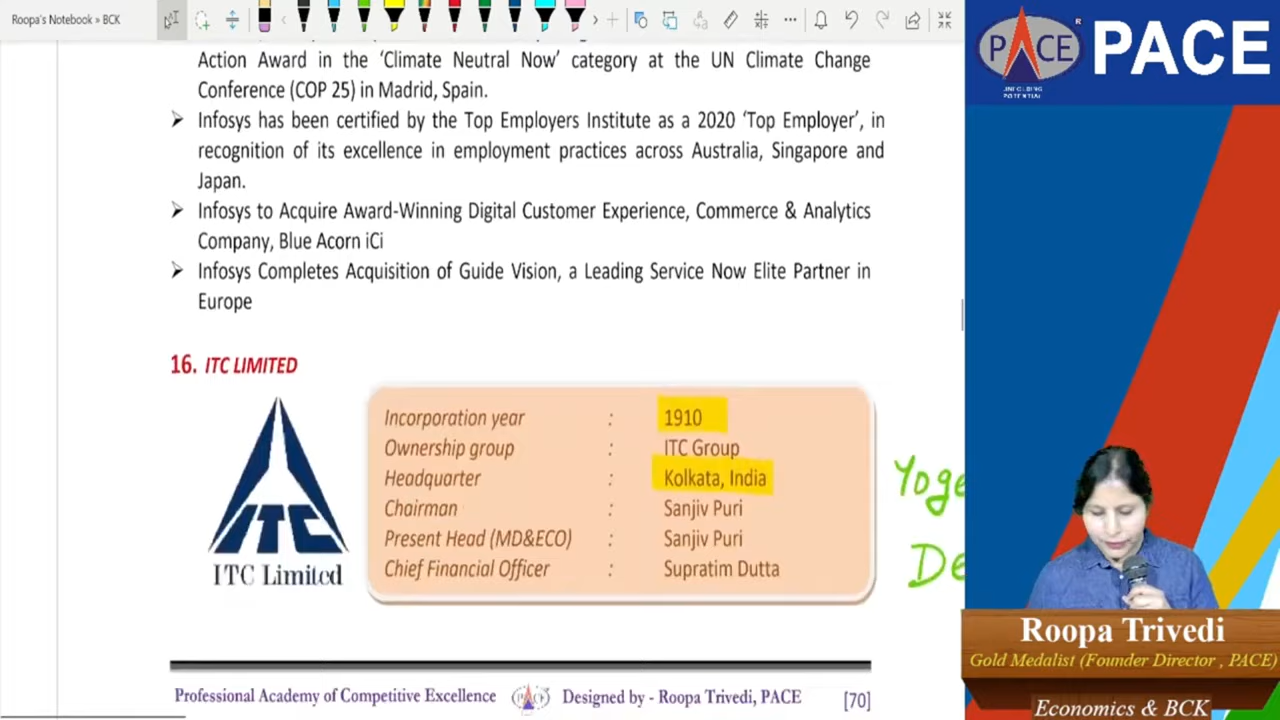 Roopa's Notebook » BCK
Action Award in the ‘Climate Neutral Now’ category at the UN Climate Change
Conference (COP 25) in Madrid, Spain.
➤ Infosys has been certified by the Top Employers Institute as a 2020 ‘Top Employer’, in
recognition of its excellence in employment practices across Australia, Singapore and
Japan.
➤ Infosys to Acquire Award-Winning Digital Customer Experience, Commerce & Analytics
Company, Blue Acorn iCi
➤ Infosys Completes Acquisition of Guide Vision, a Leading Service Now Elite Partner in
Europe
16. ITC LIMITED
ITC
ITC Limited
Incorporation year : 1910
Ownership group : ITC Group
Headquarter : Kolkata, India
Chairman : Sanjiv Puri
Present Head (MD&ECO) : Sanjiv Puri
Chief Financial Officer : Supratim Dutta
Yoge
De
Professional Academy of Competitive Excellence Designed by - Roopa Trivedi, PACE [70]
PACE ®
UNFOLDING
POTENTIAL
PACE
Roopa Trivedi
Gold Medalist (Founder Director , PACE)
Economics & BCK